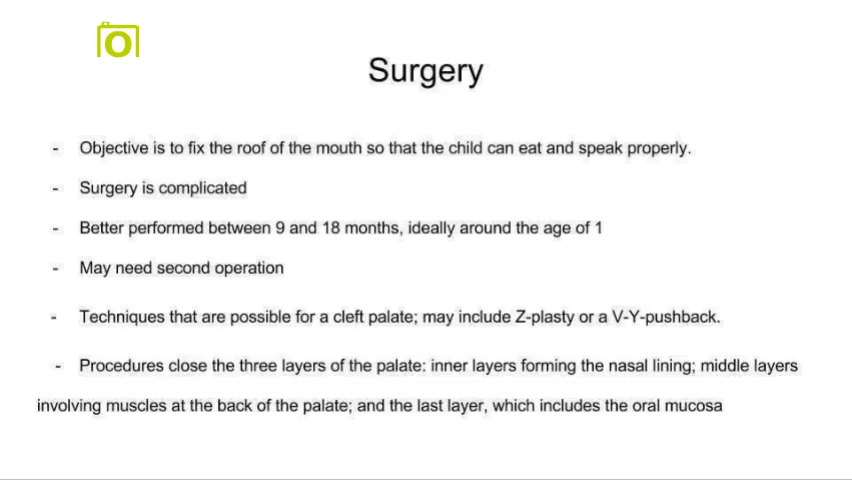 Surgery
- Objective is to fix the roof of the mouth so that the child can eat and speak properly.
- Surgery is complicated
- Better performed between 9 and 18 months, ideally around the age of 1
- May need second operation
- Techniques that are possible for a cleft palate; may include Z-plasty or a V-Y-pushback.
- Procedures close the three layers of the palate: inner layers forming the nasal lining; middle layers
involving muscles at the back of the palate; and the last layer, which includes the oral mucosa